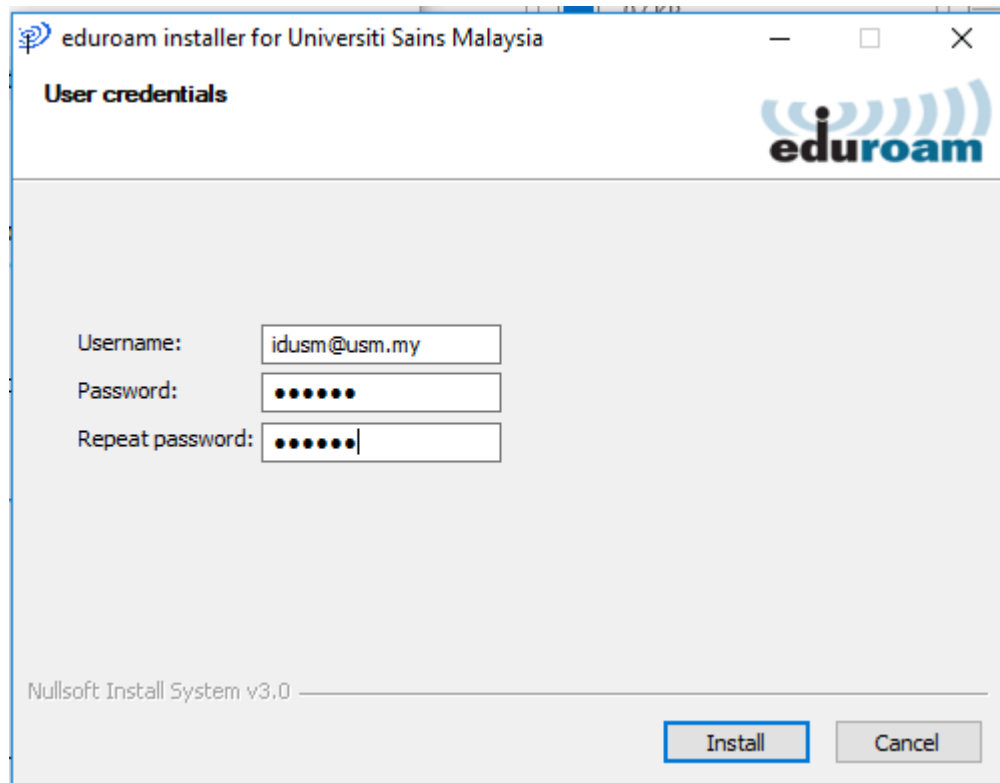 eduroam installer for Universiti Sains Malaysia
User credentials
eduroam
Username: idusm@usm.my
Password: ●●●●●●
Repeat password: ●●●●●●
Nullsoft Install System v3.0
Install Cancel